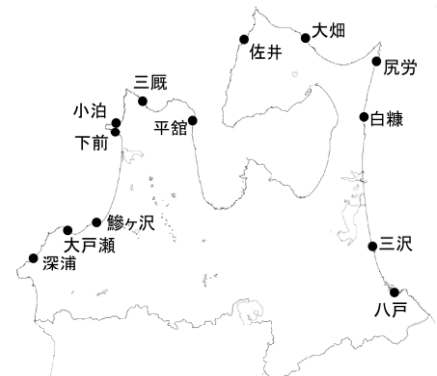 大畑
佐井
尻労
三厩
小泊
平舘
下前
白糠
鰺ヶ沢
大戸瀬
三沢
深浦
八戸